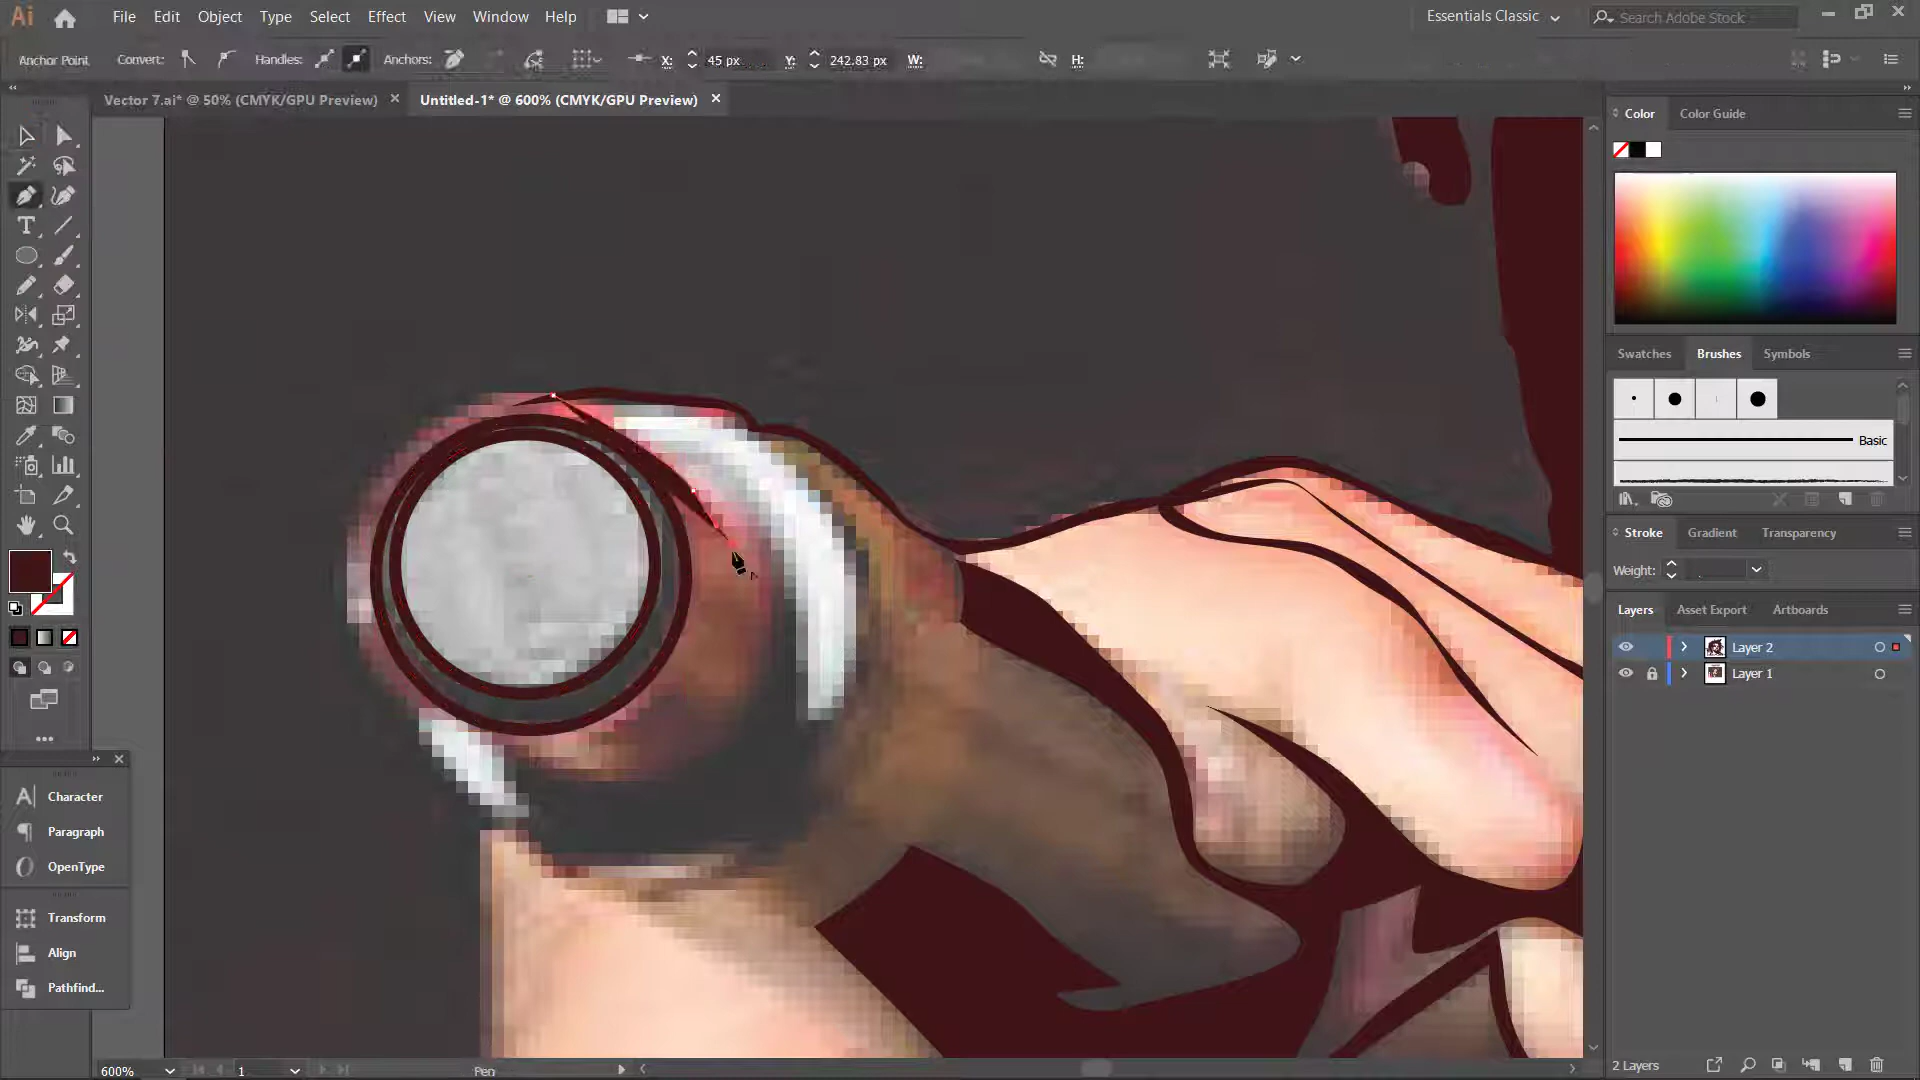 Ai File Edit Object Type Select Effect View Window Help Essentials Classic Search Adobe Stock
Anchor Point Convert: Handles: Anchors: X: 45 px Y: 242.83 px W: H:
Vector 7.ai* @ 50% (CMYK/GPU Preview) Untitled-1* @ 600% (CMYK/GPU Preview)
Color Color Guide
Swatches Brushes Symbols
Basic
Stroke Gradient Transparency
Weight:
Layers Asset Export Artboards
Layer 2
Layer 1
Character
Paragraph
OpenType
Transform
Align
Pathfind...
600% 1 Pen 2 Layers